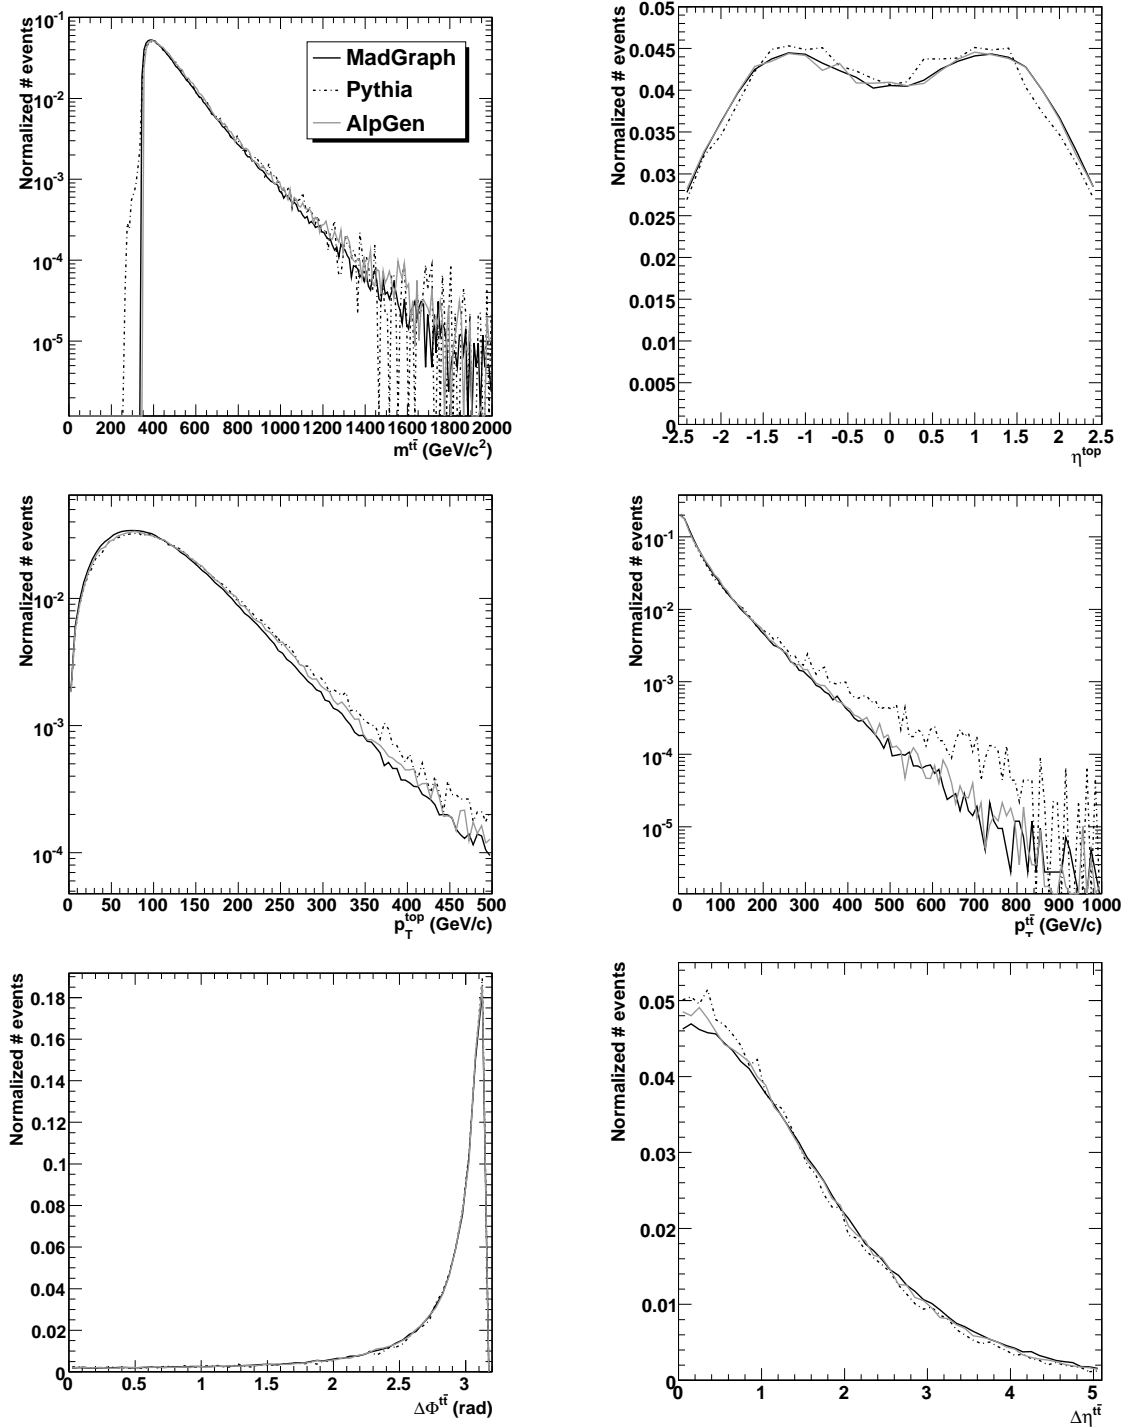 Normalized # events
10^-1
10^-2
10^-3
10^-4
10^-5
MadGraph
Pythia
AlpGen
0 200 400 600 800 1000 1200 1400 1600 1800 2000
m^tt̄ (GeV/c^2)
Normalized # events
0.05
0.045
0.04
0.035
0.03
0.025
0.02
0.015
0.01
0.005
0
-2.5 -2 -1.5 -1 -0.5 0 0.5 1 1.5 2 2.5
η^top
Normalized # events
10^-2
10^-3
10^-4
0 50 100 150 200 250 300 350 400 450 500
p_T^top (GeV/c)
Normalized # events
10^-1
10^-2
10^-3
10^-4
10^-5
0 100 200 300 400 500 600 700 800 900 1000
p_T^tt̄ (GeV/c)
Normalized # events
0.18
0.16
0.14
0.12
0.1
0.08
0.06
0.04
0.02
0
0 0.5 1 1.5 2 2.5 3
ΔΦ^tt̄ (rad)
Normalized # events
0.05
0.04
0.03
0.02
0.01
0
0 1 2 3 4 5
Δη^tt̄